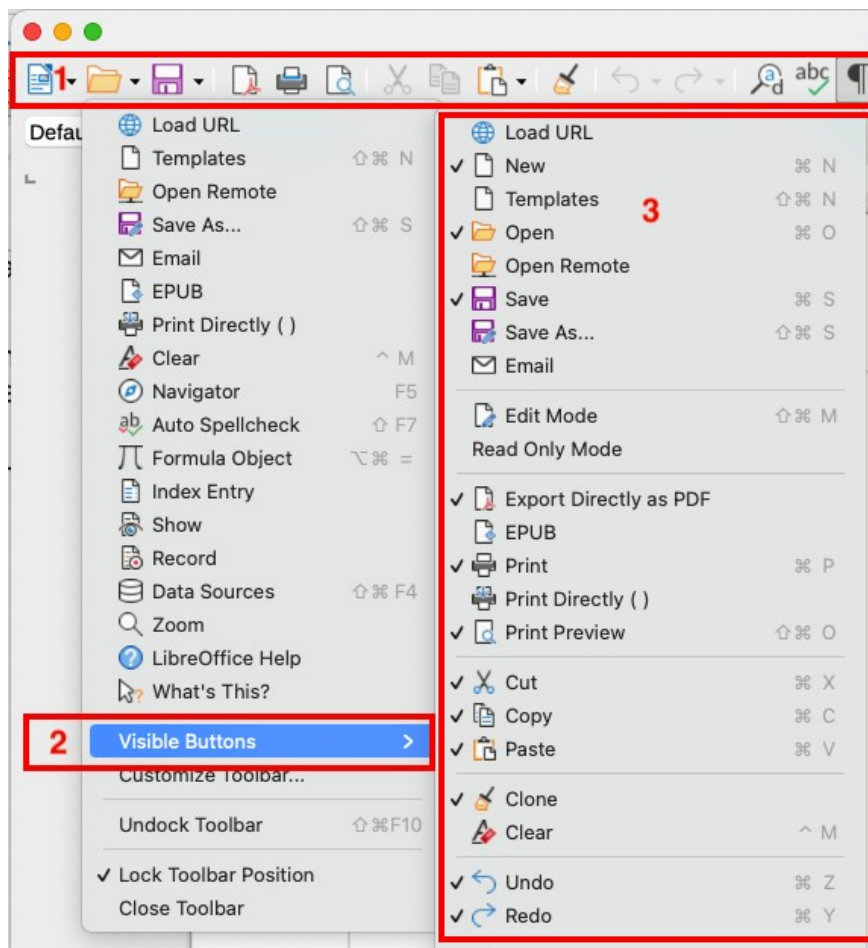 1
abc
Defau
Load URL
Templates ⇧⌘ N
Open Remote
Save As... ⇧⌘ S
Email
EPUB
Print Directly ( )
Clear ^ M
Navigator F5
Auto Spellcheck ⇧ F7
Formula Object ⌥⌘ =
Index Entry
Show
Record
Data Sources ⇧⌘ F4
Zoom
LibreOffice Help
What's This?
2 Visible Buttons
Customize Toolbar...
Undock Toolbar ⇧⌘F10
✓ Lock Toolbar Position
Close Toolbar
Load URL
✓ New ⌘ N
Templates ⇧⌘ N
3
✓ Open ⌘ O
Open Remote
✓ Save ⌘ S
Save As... ⇧⌘ S
Email
Edit Mode ⇧⌘ M
Read Only Mode
✓ Export Directly as PDF
EPUB
✓ Print ⌘ P
Print Directly ( )
✓ Print Preview ⇧⌘ O
✓ Cut ⌘ X
✓ Copy ⌘ C
✓ Paste ⌘ V
✓ Clone
Clear ^ M
✓ Undo ⌘ Z
✓ Redo ⌘ Y